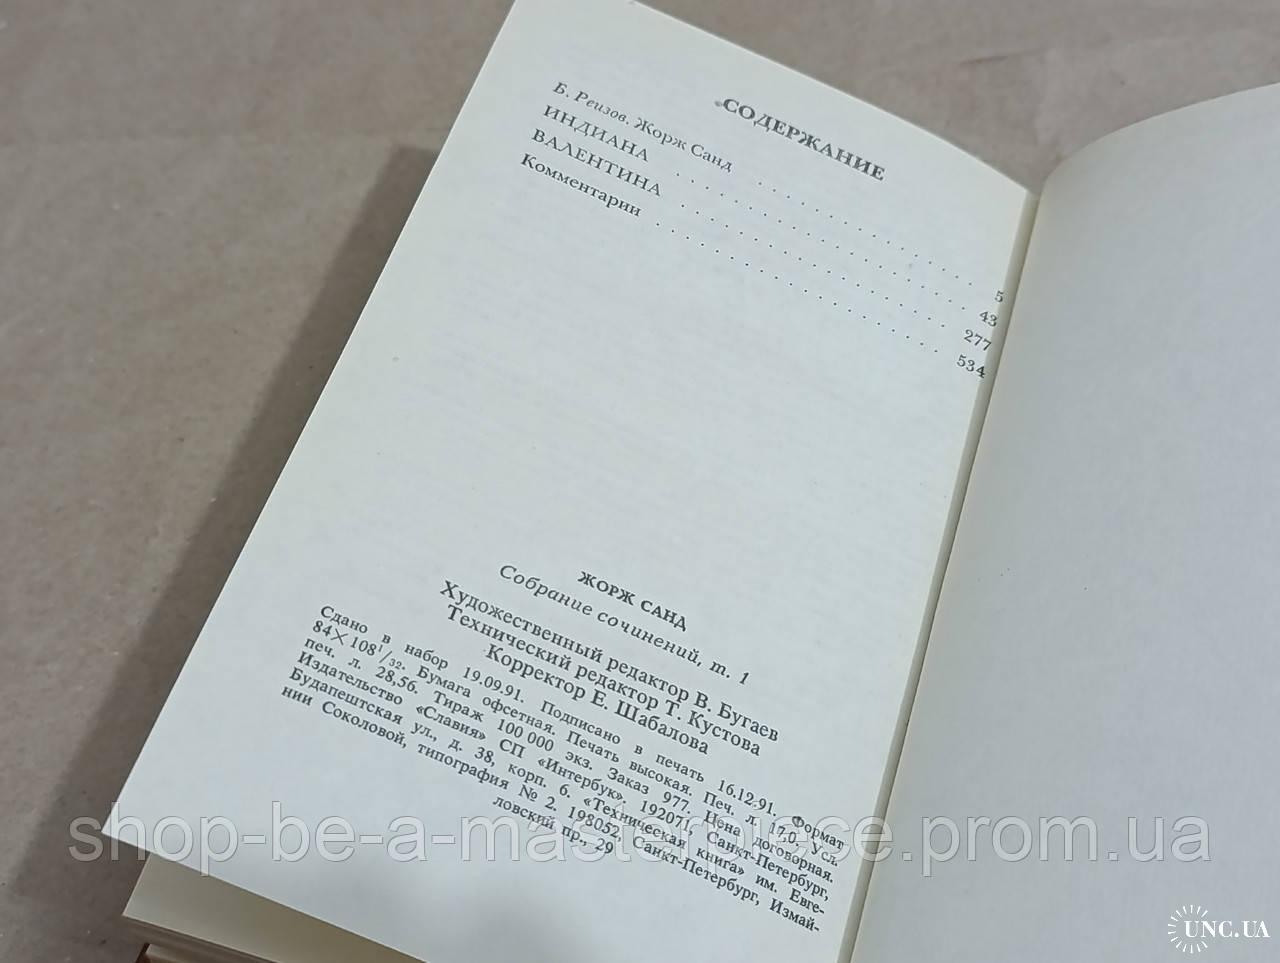 СОДЕРЖАНИЕ
Б. Реизов. Жорж Санд . . . . . . . . . . . . 5
ИНДИАНА . . . . . . . . . . . . . . . 43
ВАЛЕНТИНА . . . . . . . . . . . . . . 277
Комментарии . . . . . . . . . . . . . . 534
ЖОРЖ САНД
Собрание сочинений, т. 1
Художественный редактор В. Бугаев
Технический редактор Т. Кустова
Корректор Е. Шабалова
Сдано в набор 19.09.91. Подписано в печать 16.12.91. Формат
84×108 1/32. Бумага офсетная. Печать высокая. Печ. л. 17,0. Усл.
печ. л. 28,56. Тираж 100 000 экз. Заказ 977. Цена договорная.
Издательство «Славия» СП «Интербук». 192071, Санкт-Петербург,
Будапештская ул., д. 38, корп. 6. «Техническая книга» им. Евге-
нии Соколовой, типография № 2. 198052, Санкт-Петербург, Измай-
ловский пр., 29
shop-be-a-masterpiece.prom.ua
UNC.UA